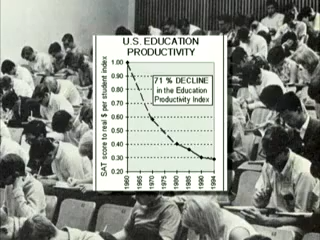 U.S. EDUCATION
PRODUCTIVITY
71 % DECLINE
in the Education
Productivity Index
SAT score to real $ per student index
1.00
0.90
0.80
0.70
0.60
0.50
0.40
0.30
0.20
1960
1965
1970
1975
1980
1985
1990
1994